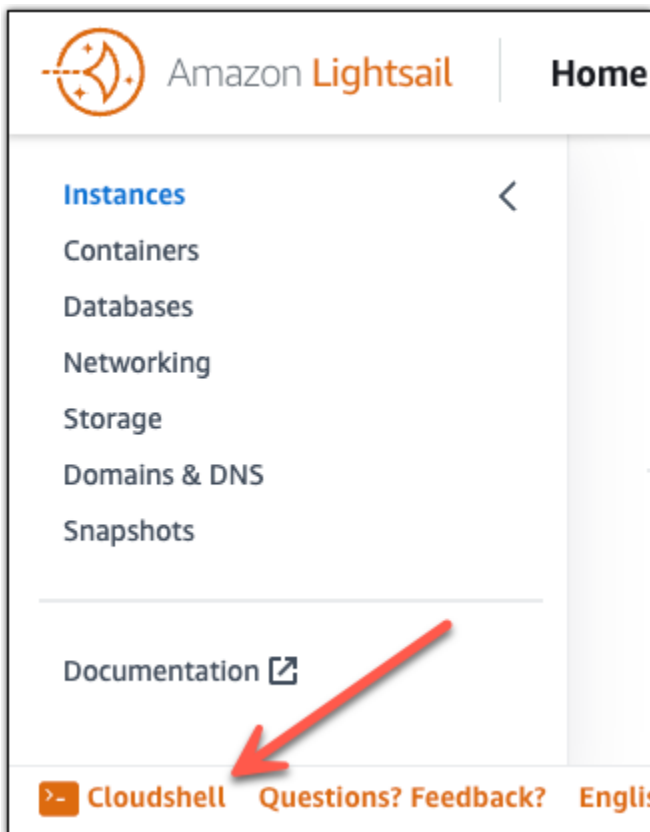 Amazon Lightsail Home
Instances
Containers
Databases
Networking
Storage
Domains & DNS
Snapshots
Documentation
Cloudshell Questions? Feedback?